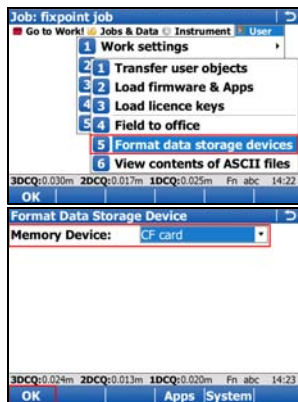 Job: fixpoint job
Go to Work! Jobs & Data Instrument User
1 Work settings
2 1 Transfer user objects
3 2 Load firmware & Apps
4 3 Load licence keys
5 4 Field to office
5 Format data storage devices
6 View contents of ASCII files
3DCQ:0.030m 2DCQ:0.017m 1DCQ:0.025m Fn abc 14:22
OK
Format Data Storage Device
Memory Device: CF card
3DCQ:0.024m 2DCQ:0.013m 1DCQ:0.020m Fn abc 14:23
OK Apps System